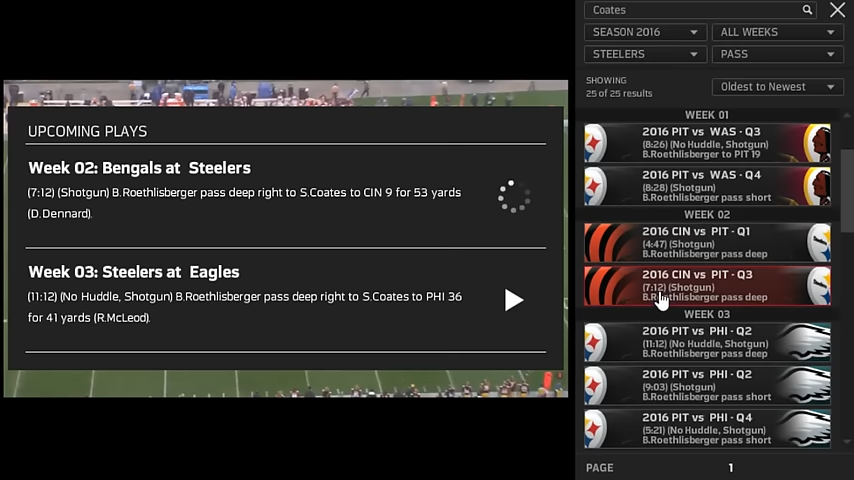 UPCOMING PLAYS
Week 02: Bengals at Steelers
(7:12) (Shotgun) B.Roethlisberger pass deep right to S.Coates to CIN 9 for 53 yards
(D.Dennard).
Week 03: Steelers at Eagles
(11:12) (No Huddle, Shotgun) B.Roethlisberger pass deep right to S.Coates to PHI 36
for 41 yards (R.McLeod).
Coates
SEASON 2016
ALL WEEKS
STEELERS
PASS
SHOWING
25 of 25 results
Oldest to Newest
WEEK 01
2016 PIT vs WAS - Q3
(8:26) (No Huddle, Shotgun)
B.Roethlisberger to PIT 19
2016 PIT vs WAS - Q4
(8:28) (Shotgun)
B.Roethlisberger pass short
WEEK 02
2016 CIN vs PIT - Q1
(4:47) (Shotgun)
B.Roethlisberger pass deep
2016 CIN vs PIT - Q3
(7:12) (Shotgun)
B.Roethlisberger pass deep
WEEK 03
2016 PIT vs PHI - Q2
(11:12) (No Huddle, Shotgun)
B.Roethlisberger pass deep
2016 PIT vs PHI - Q2
(9:03) (Shotgun)
B.Roethlisberger pass short
2016 PIT vs PHI - Q4
(5:21) (No Huddle, Shotgun)
B.Roethlisberger pass short
PAGE 1